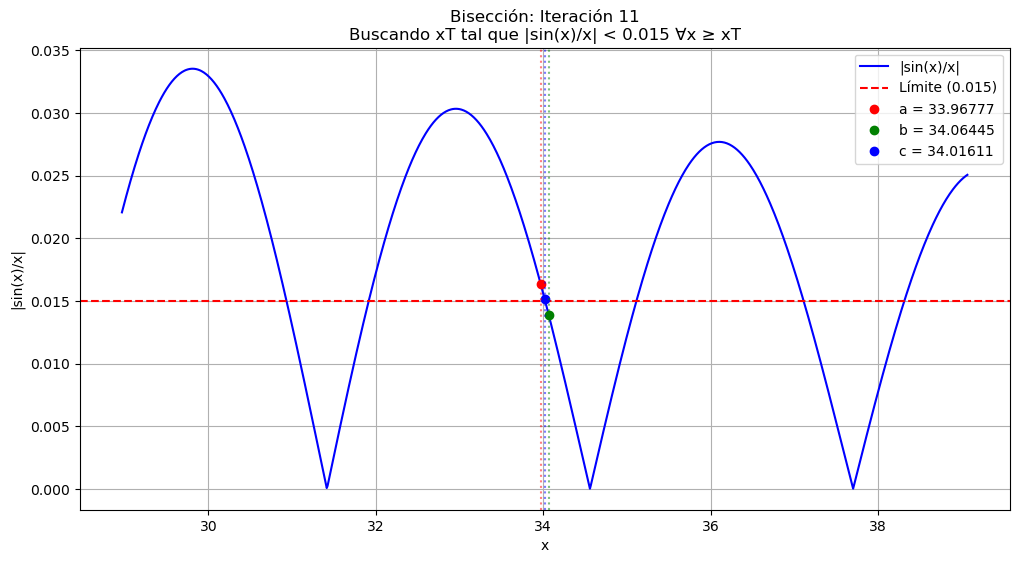 Bisección: Iteración 11
Buscando xT tal que |sin(x)/x| < 0.015 ∀x ≥ xT
|sin(x)/x|
Límite (0.015)
a = 33.96777
b = 34.06445
c = 34.01611
0.035
0.030
0.025
0.020
0.015
0.010
0.005
0.000
|sin(x)/x|
30
32
34
36
38
x